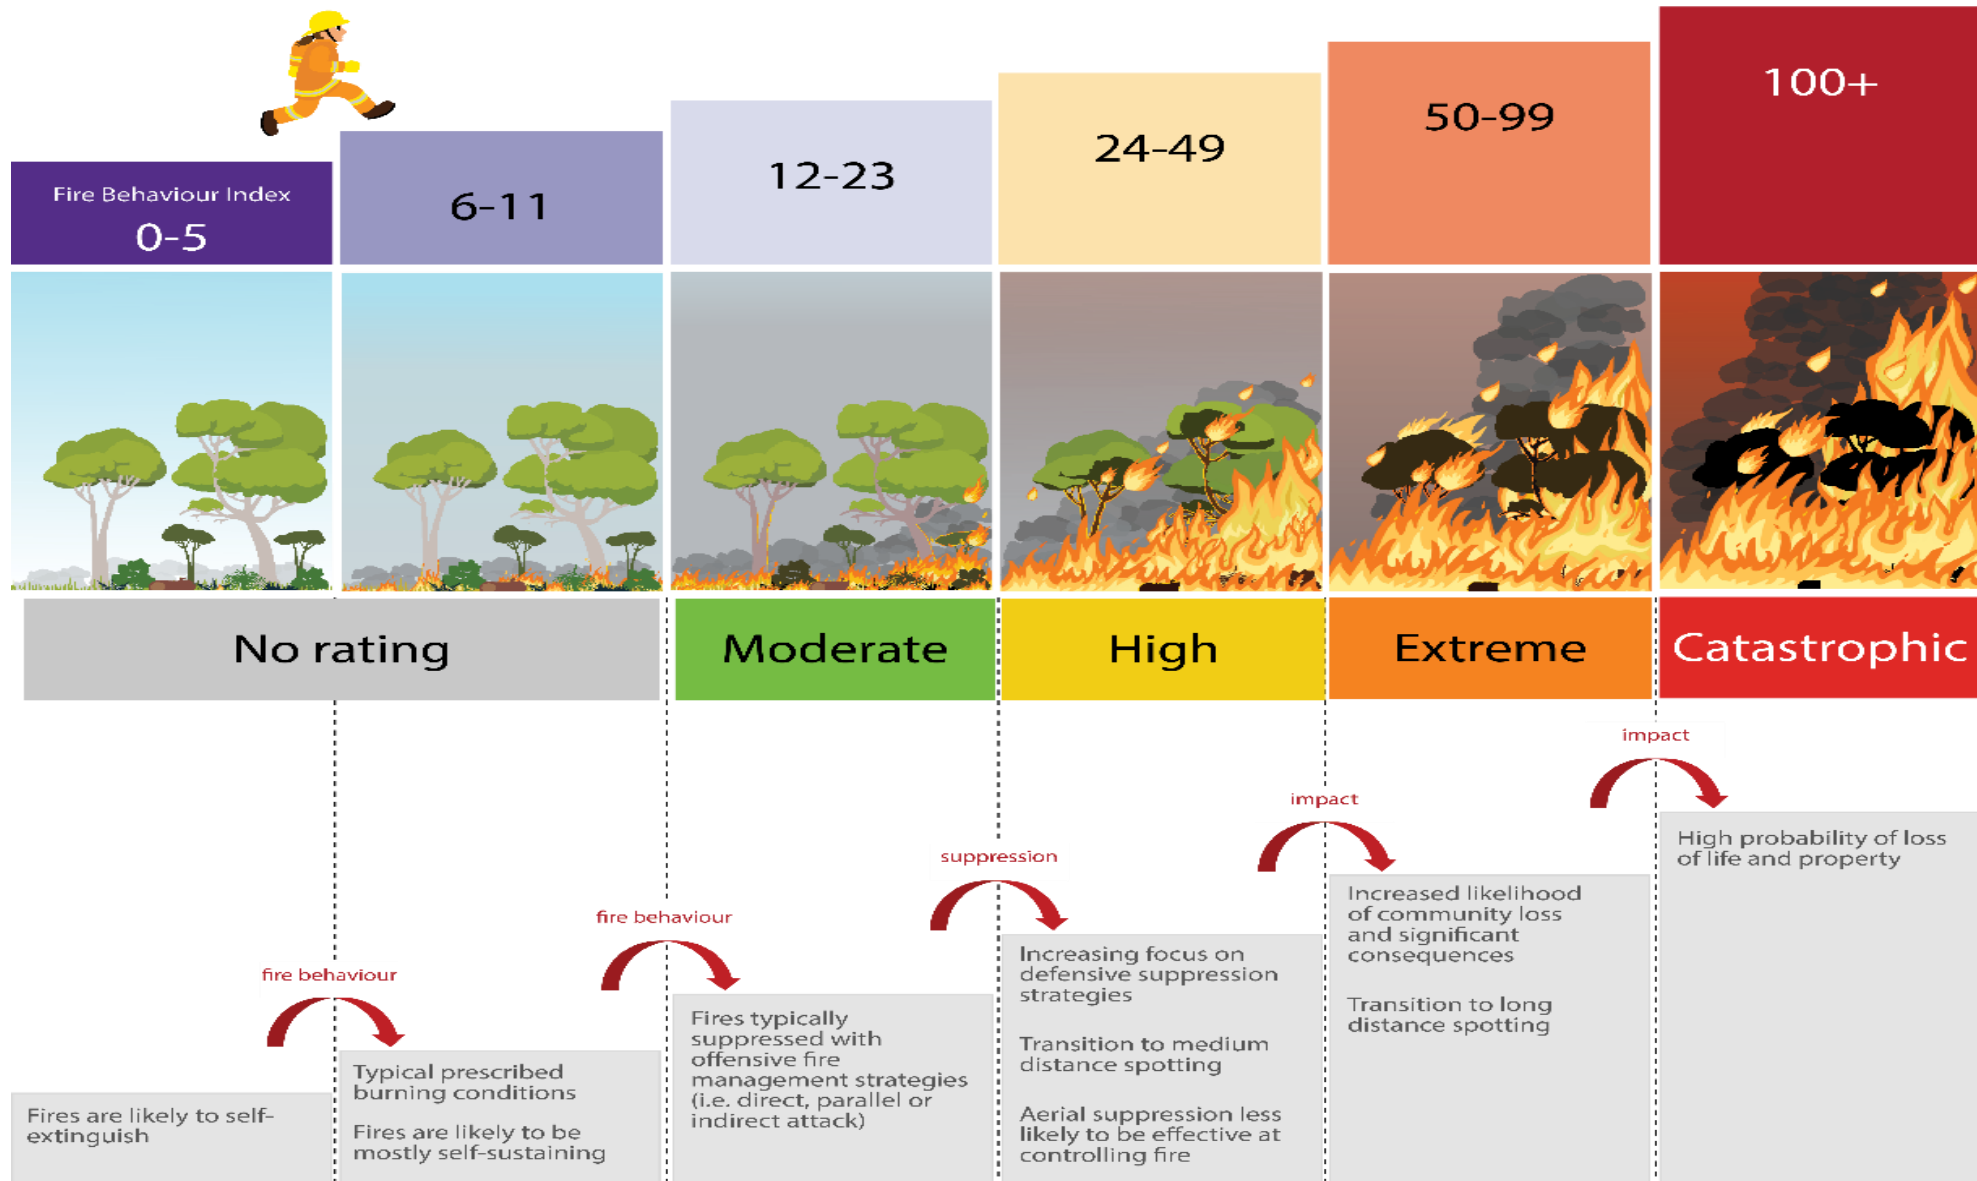 Fire Behaviour Index
0-5
6-11
12-23
24-49
50-99
100+
No rating
Moderate
High
Extreme
Catastrophic
fire behaviour
fire behaviour
suppression
impact
impact
Fires are likely to self-
extinguish
Typical prescribed
burning conditions
Fires are likely to be
mostly self-sustaining
Fires typically
suppressed with
offensive fire
management strategies
(i.e. direct, parallel or
indirect attack)
Increasing focus on
defensive suppression
strategies
Transition to medium
distance spotting
Aerial suppression less
likely to be effective at
controlling fire
Increased likelihood
of community loss
and significant
consequences
Transition to long
distance spotting
High probability of loss
of life and property